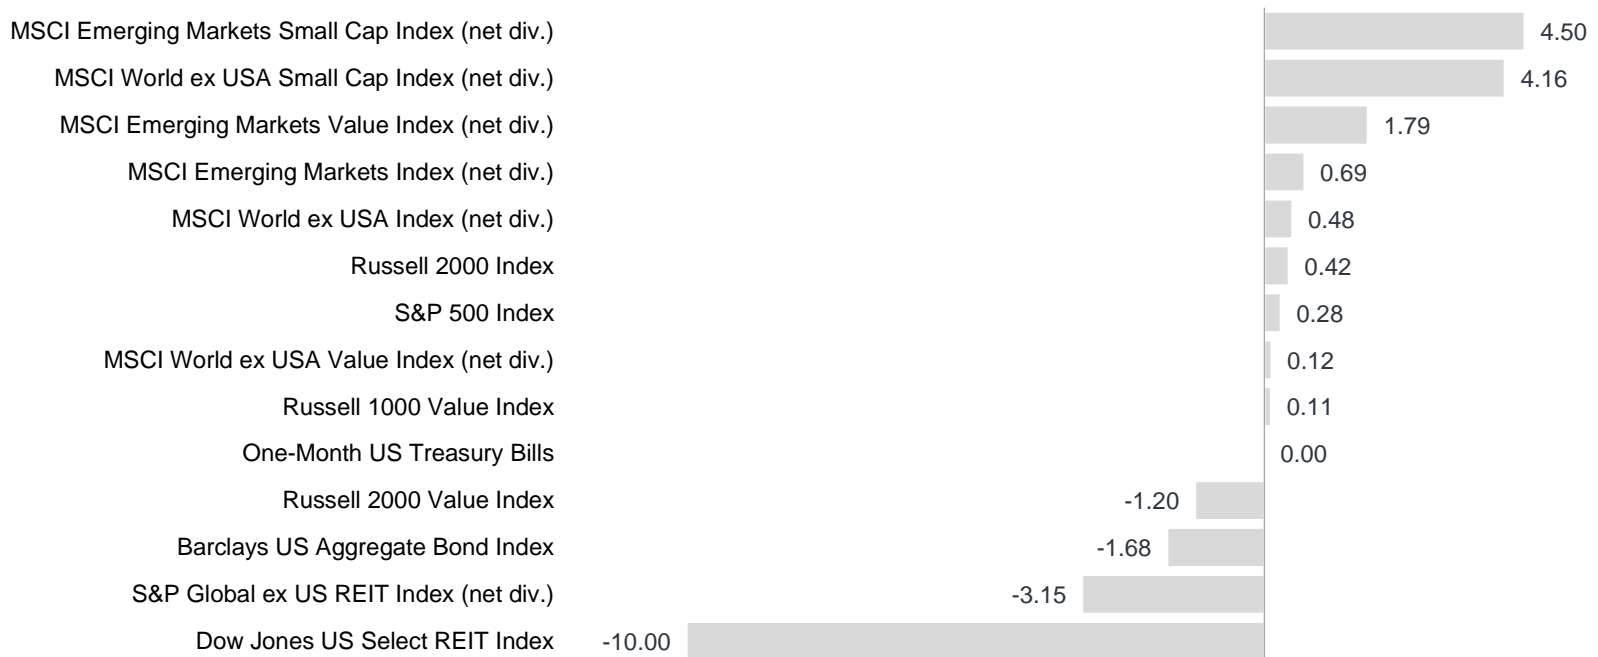 MSCI Emerging Markets Small Cap Index (net div.) 4.50
MSCI World ex USA Small Cap Index (net div.) 4.16
MSCI Emerging Markets Value Index (net div.) 1.79
MSCI Emerging Markets Index (net div.) 0.69
MSCI World ex USA Index (net div.) 0.48
Russell 2000 Index 0.42
S&P 500 Index 0.28
MSCI World ex USA Value Index (net div.) 0.12
Russell 1000 Value Index 0.11
One-Month US Treasury Bills 0.00
Russell 2000 Value Index -1.20
Barclays US Aggregate Bond Index -1.68
S&P Global ex US REIT Index (net div.) -3.15
Dow Jones US Select REIT Index -10.00